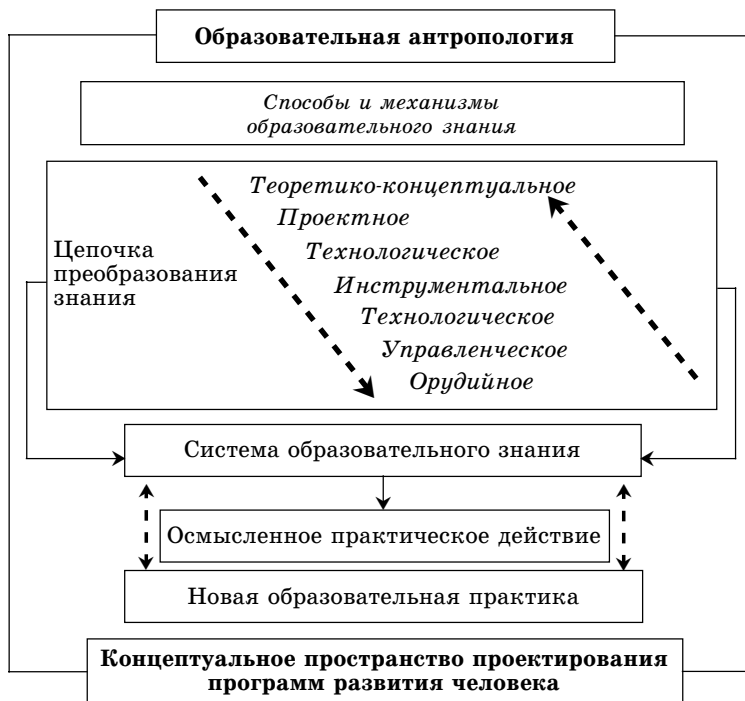 Образовательная антропология
Способы и механизмы
образовательного знания
Теоретико-концептуальное
Проектное
Цепочка
преобразования
знания
Технологическое
Инструментальное
Технологическое
Управленческое
Орудийное
Система образовательного знания
Осмысленное практическое действие
Новая образовательная практика
Концептуальное пространство проектирования
программ развития человека